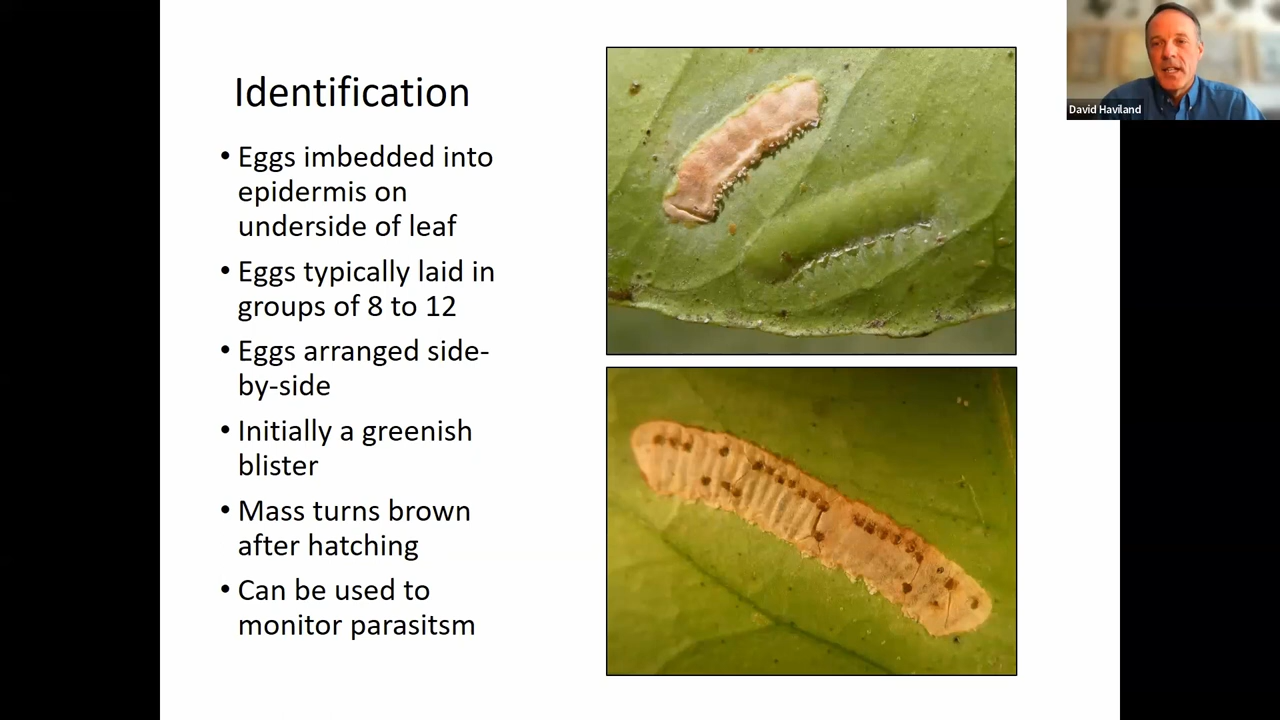 Identification
• Eggs imbedded into
epidermis on
underside of leaf
• Eggs typically laid in
groups of 8 to 12
• Eggs arranged side-
by-side
• Initially a greenish
blister
• Mass turns brown
after hatching
• Can be used to
monitor parasitsm
David Haviland